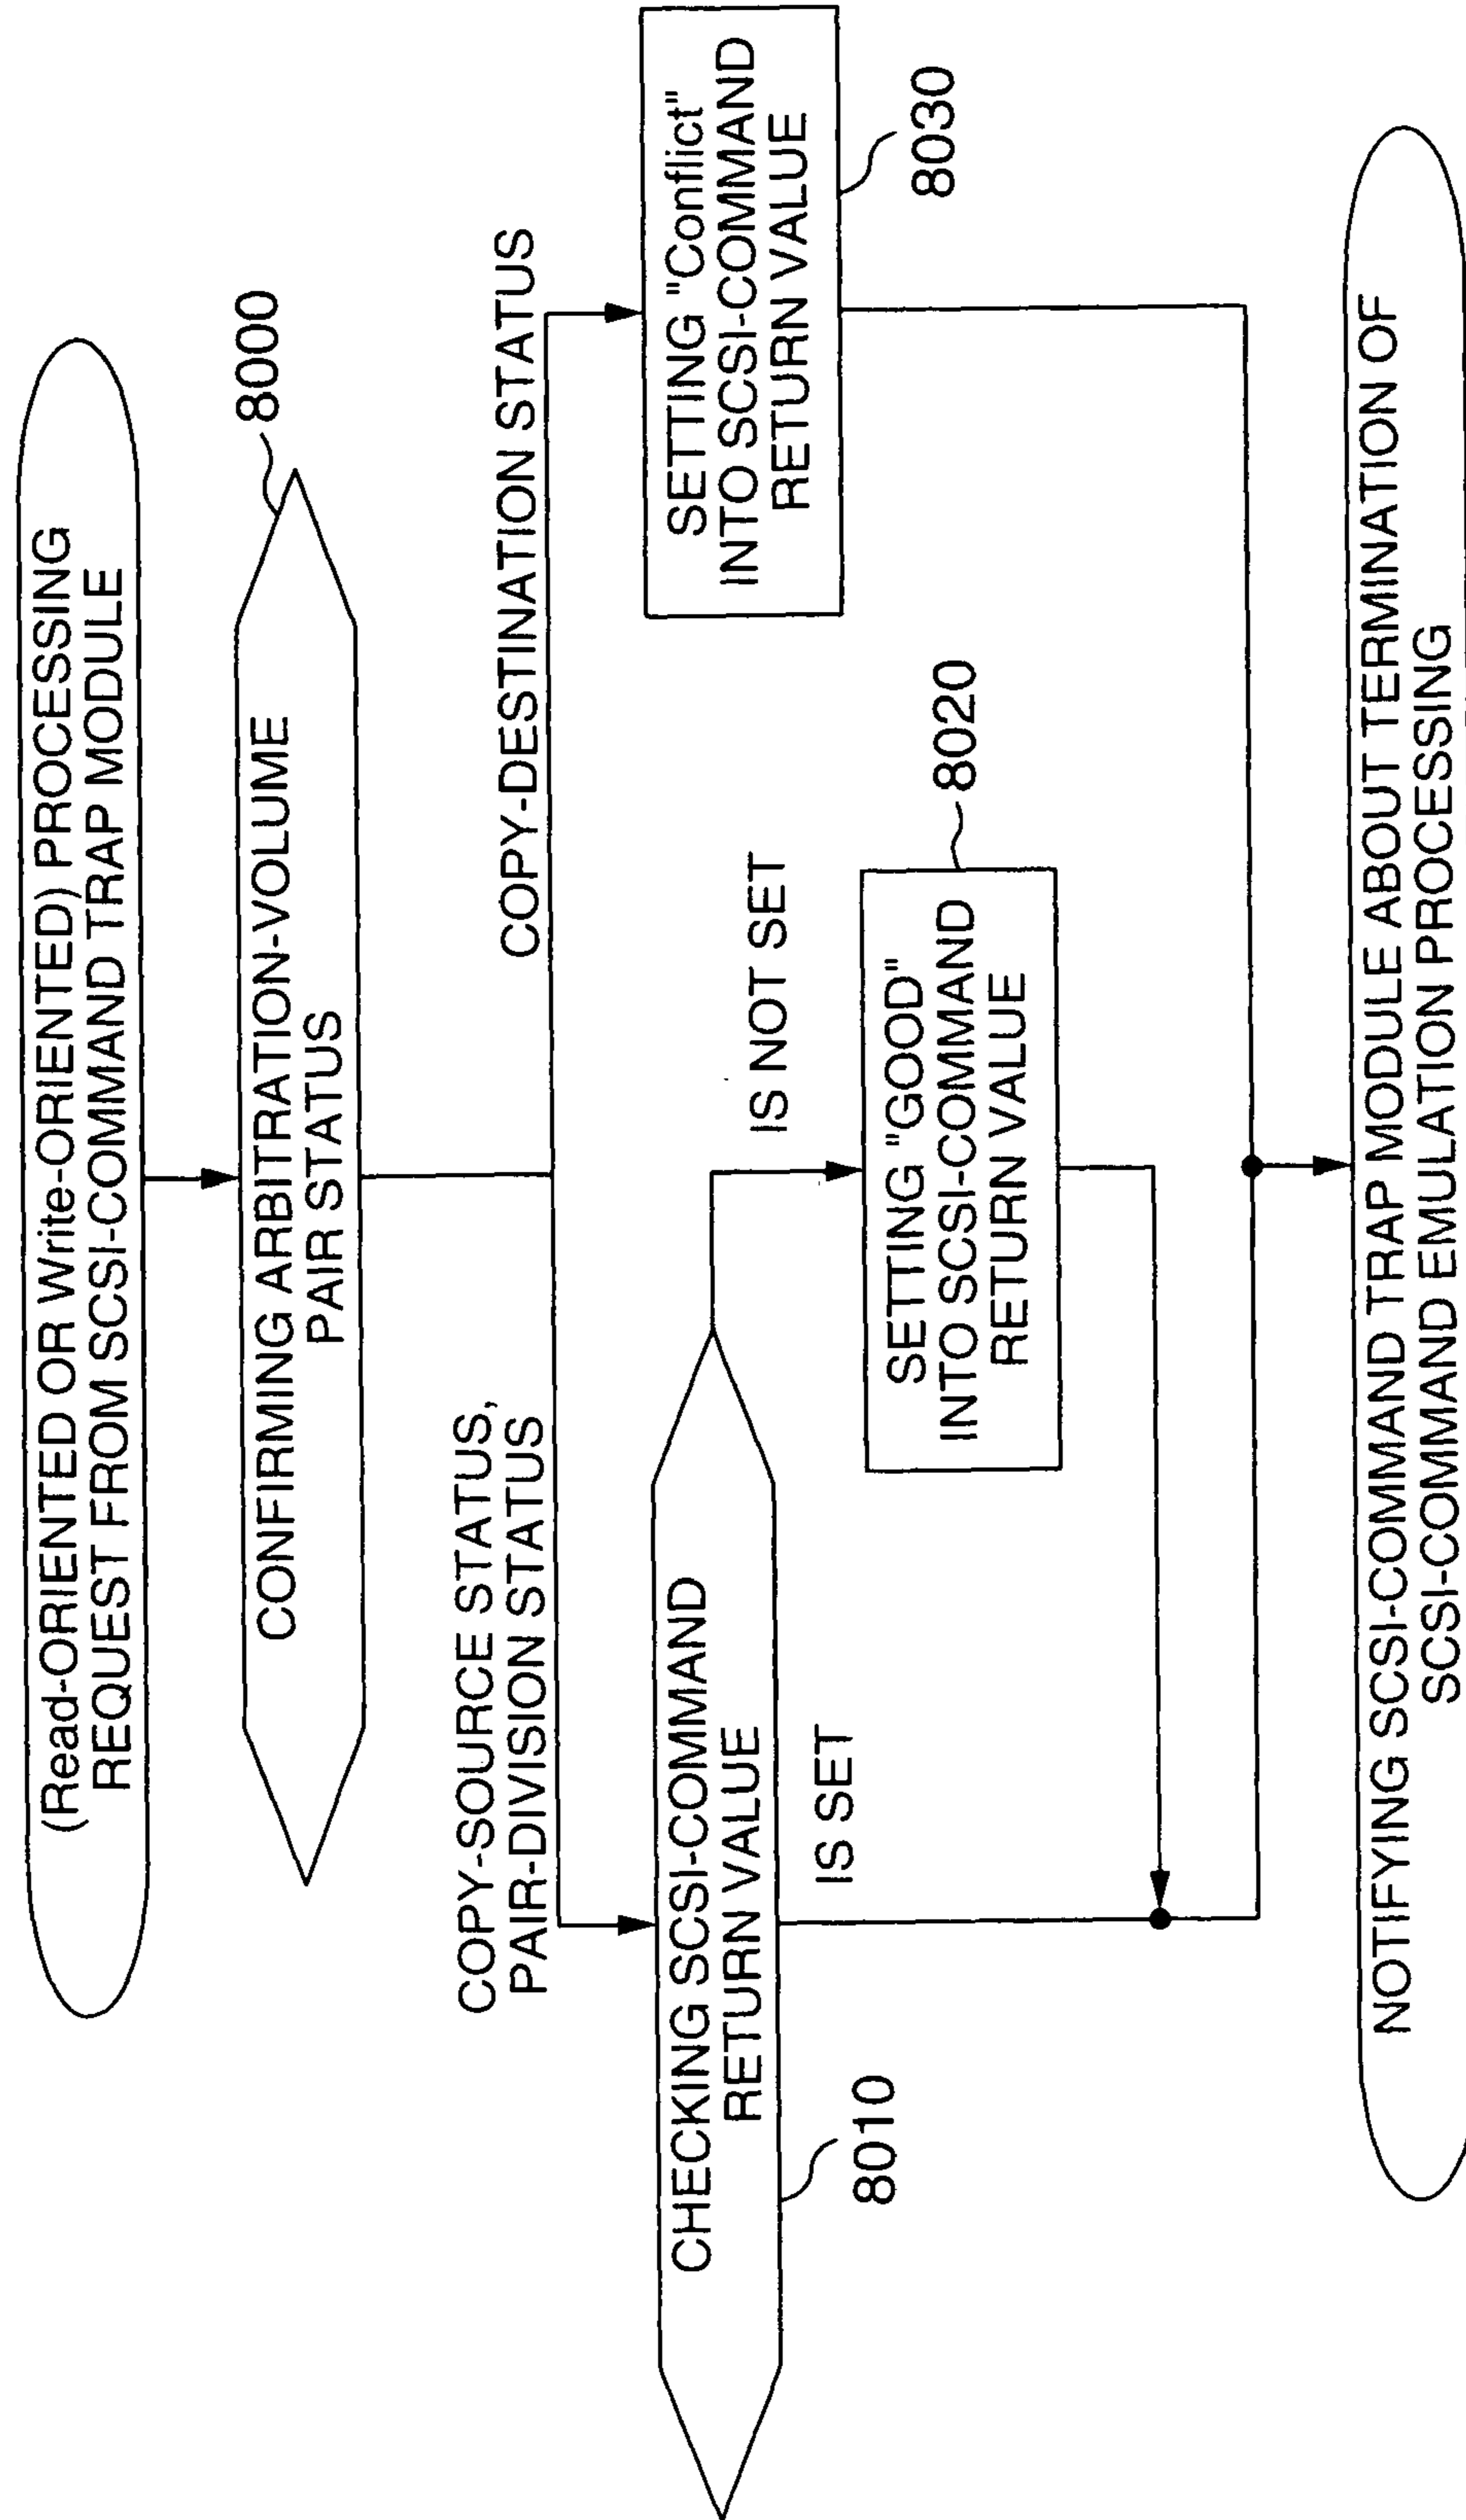 (Read-ORIENTED OR Write-ORIENTED) PROCESSING
REQUEST FROM SCSI-COMMAND TRAP MODULE
8000
CONFIRMING ARBITRATION-VOLUME
PAIR STATUS
COPY-SOURCE STATUS,
PAIR-DIVISION STATUS
COPY-DESTINATION STATUS
CHECKING SCSI-COMMAND
RETURN VALUE
8010
IS SET
IS NOT SET
SETTING "GOOD"
INTO SCSI-COMMAND
RETURN VALUE
8020
SETTING "Conflict"
INTO SCSI-COMMAND
RETURN VALUE
8030
NOTIFYING SCSI-COMMAND TRAP MODULE ABOUT TERMINATION OF
SCSI-COMMAND EMULATION PROCESSING